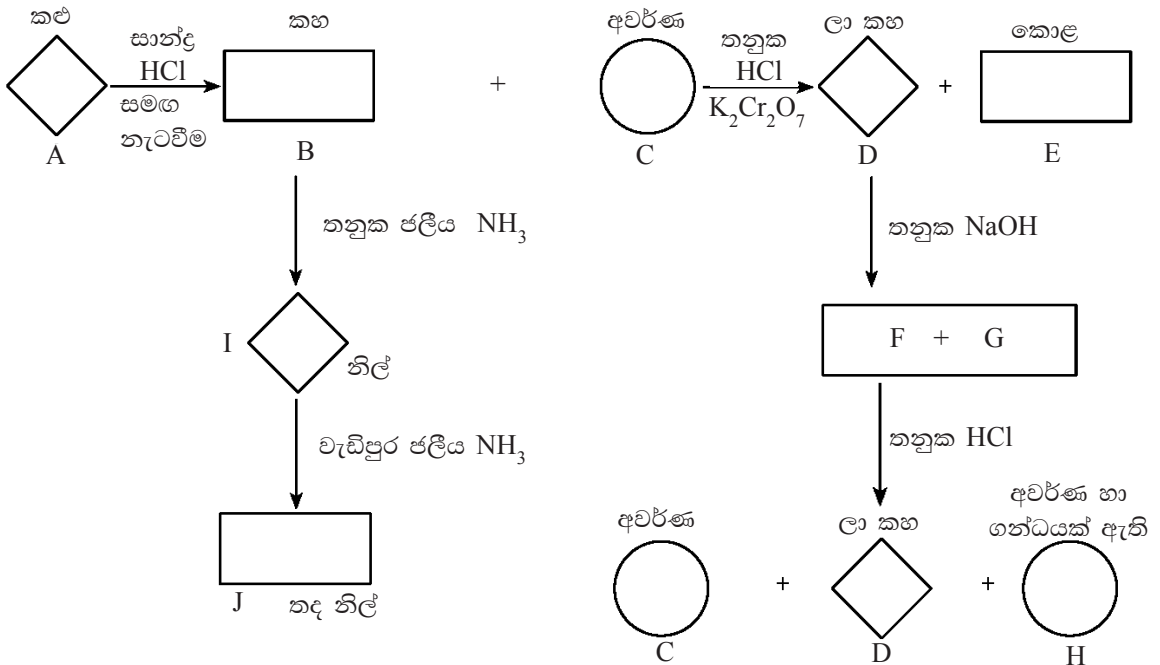 කළු
සාන්ද්‍ර
HCl
සමඟ
නැටවීම
A
කහ
B
+
අවර්ණ
C
තනුක
HCl
K₂Cr₂O₇
ලා කහ
D
+
කොළ
E
තනුක ජලීය NH₃
I
නිල්
වැඩිපුර ජලීය NH₃
J තද නිල්
තනුක NaOH
F + G
තනුක HCl
අවර්ණ
C
+
ලා කහ
D
+
අවර්ණ හා
ගන්ධයක් ඇති
H